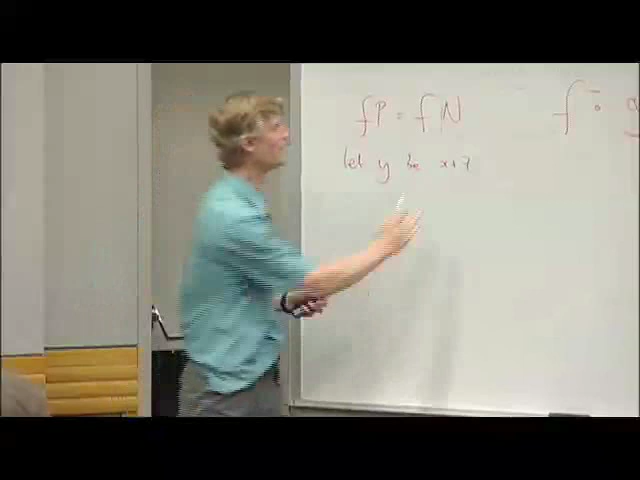 fP = fN
let y be x+7
f